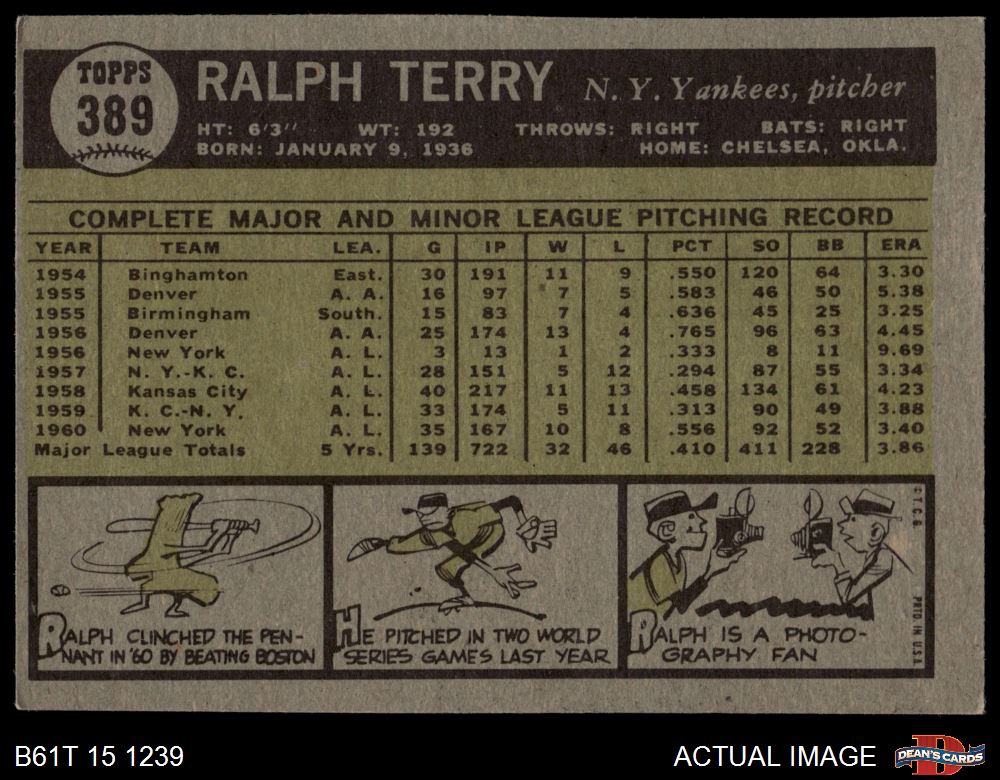 TOPPS
389
RALPH TERRY N. Y. Yankees, pitcher
HT: 6'3" WT: 192 THROWS: RIGHT BATS: RIGHT
BORN: JANUARY 9, 1936 HOME: CHELSEA, OKLA.
COMPLETE MAJOR AND MINOR LEAGUE PITCHING RECORD
YEAR TEAM LEA. G IP W L PCT SO BB ERA
1954 Binghamton East. 30 191 11 9 .550 120 64 3.30
1955 Denver A. A. 16 97 7 5 .583 46 50 5.38
1955 Birmingham South. 15 83 7 4 .636 45 25 3.25
1956 Denver A. A. 25 174 13 4 .765 96 63 4.45
1956 New York A. L. 3 13 1 2 .333 8 11 9.69
1957 N. Y.-K. C. A. L. 28 151 5 12 .294 87 55 3.34
1958 Kansas City A. L. 40 217 11 13 .458 134 61 4.23
1959 K. C.-N. Y. A. L. 33 174 5 11 .313 90 49 3.88
1960 New York A. L. 35 167 10 8 .556 92 52 3.40
Major League Totals 5 Yrs. 139 722 32 46 .410 411 228 3.86
RALPH CLINCHED THE PEN-
NANT IN '60 BY BEATING BOSTON
HE PITCHED IN TWO WORLD
SERIES GAMES LAST YEAR
RALPH IS A PHOTO-
GRAPHY FAN
©T.C.G. PRTD. IN U.S.A.
B61T 15 1239 ACTUAL IMAGE
DEAN'S CARDS